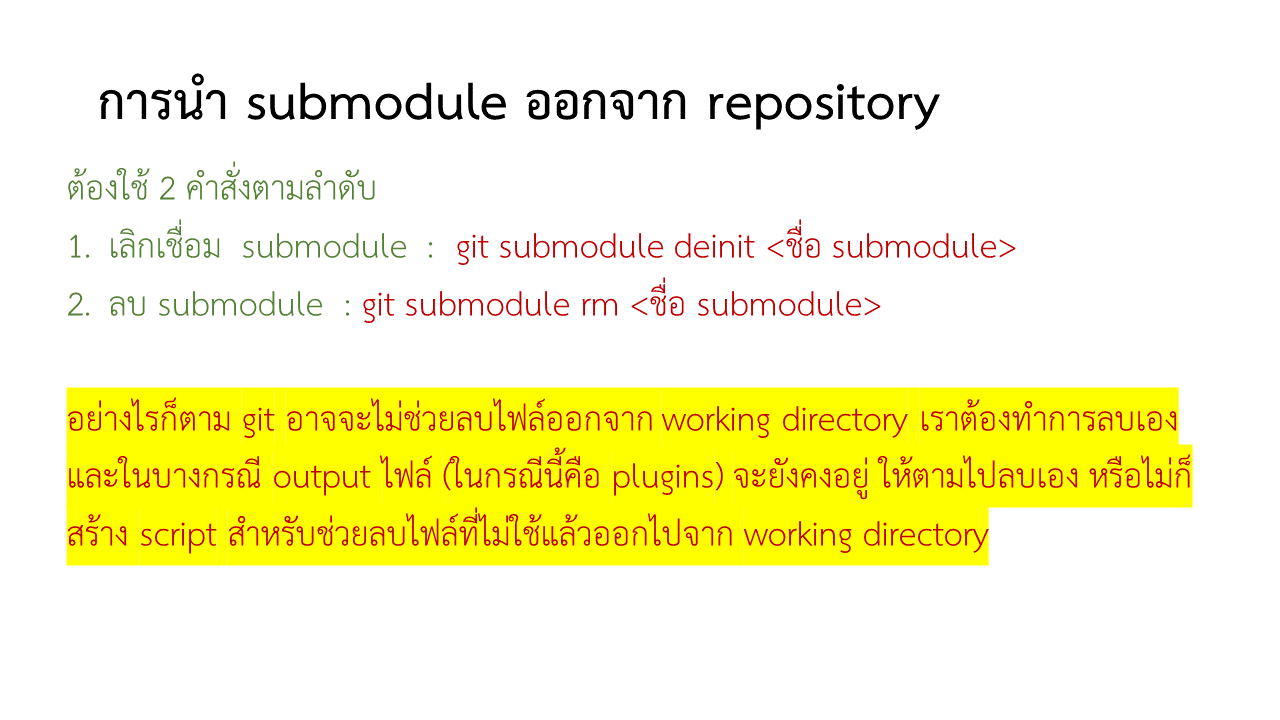 การนำ submodule ออกจาก repository
ต้องใช้ 2 คำสั่งตามลำดับ
1. เลิกเชื่อม submodule : git submodule deinit <ชื่อ submodule>
2. ลบ submodule : git submodule rm <ชื่อ submodule>
อย่างไรก็ตาม git อาจจะไม่ช่วยลบไฟล์ออกจาก working directory เราต้องทำการลบเอง
และในบางกรณี output ไฟล์ (ในกรณีนี้คือ plugins) จะยังคงอยู่ ให้ตามไปลบเอง หรือไม่ก็
สร้าง script สำหรับช่วยลบไฟล์ที่ไม่ใช้แล้วออกไปจาก working directory